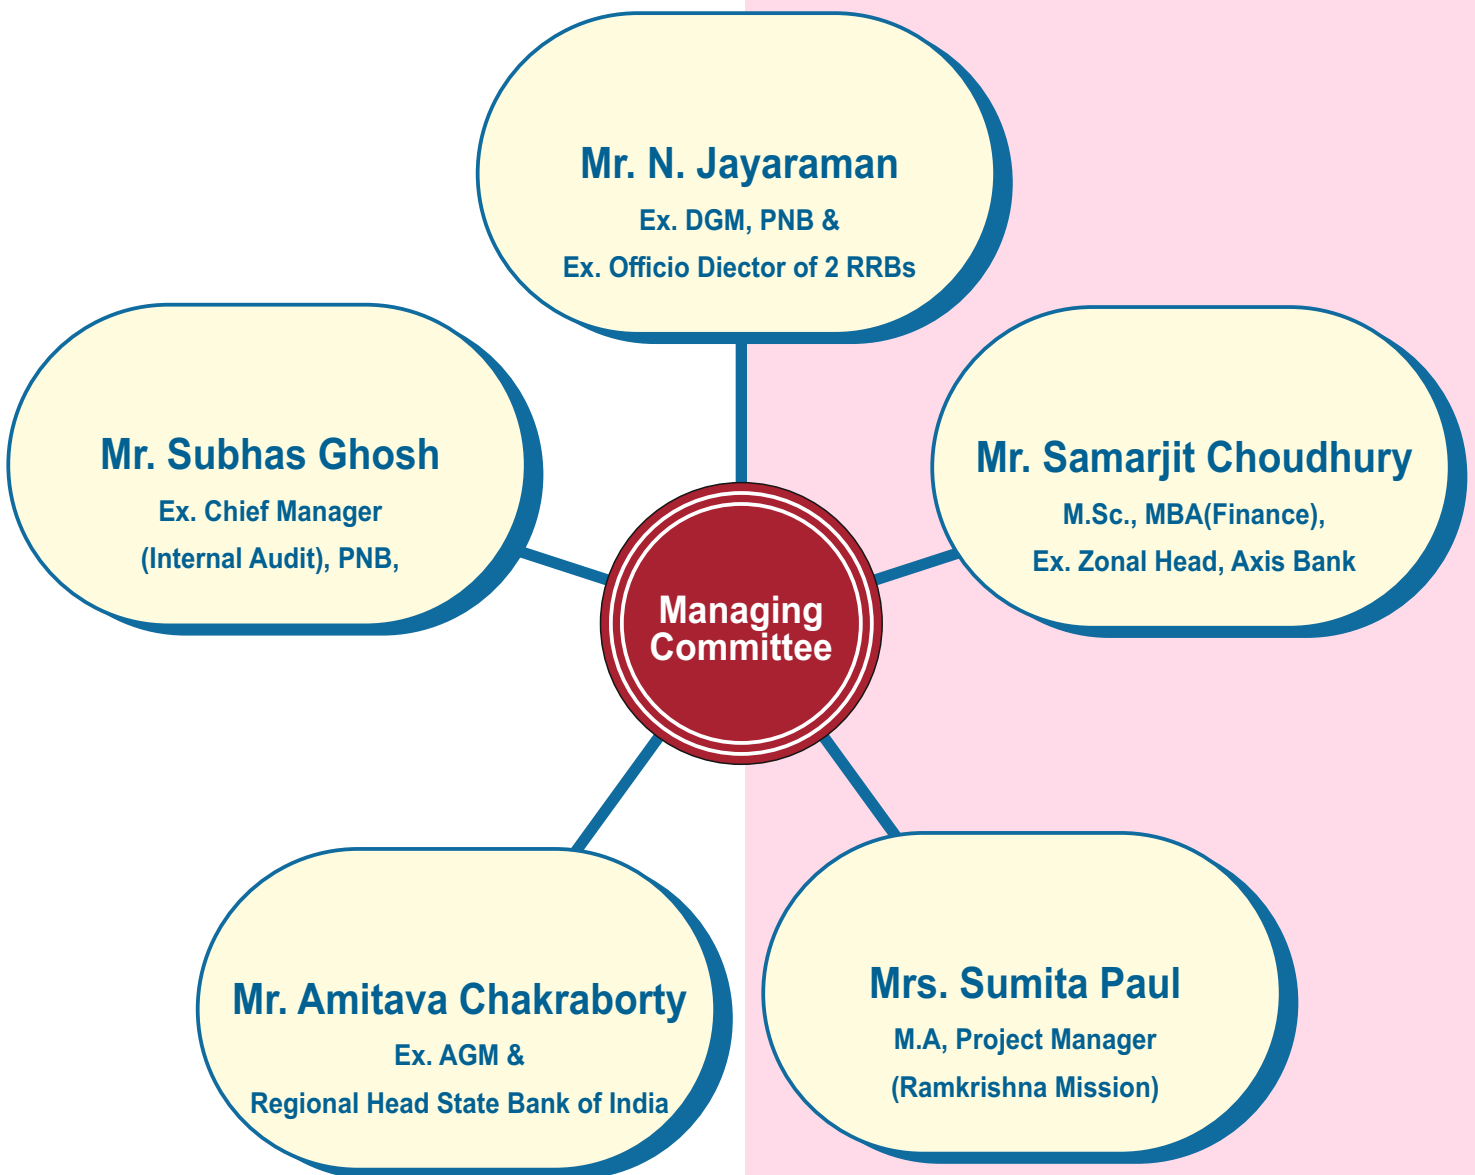 Mr. N. Jayaraman
Ex. DGM, PNB &
Ex. Officio Diector of 2 RRBs
Mr. Subhas Ghosh
Ex. Chief Manager
(Internal Audit), PNB,
Mr. Samarjit Choudhury
M.Sc., MBA(Finance),
Ex. Zonal Head, Axis Bank
Managing
Committee
Mr. Amitava Chakraborty
Ex. AGM &
Regional Head State Bank of India
Mrs. Sumita Paul
M.A, Project Manager
(Ramkrishna Mission)